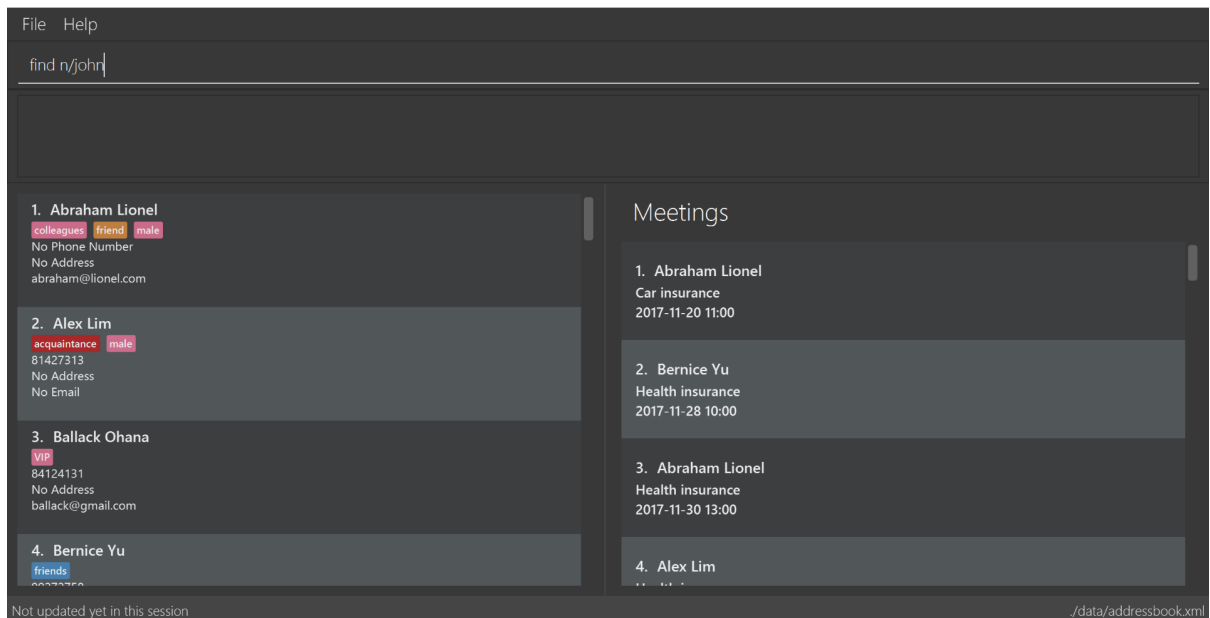 File Help
find n/john
1. Abraham Lionel
colleagues friend male
No Phone Number
No Address
abraham@lionel.com
2. Alex Lim
acquaintance male
81427313
No Address
No Email
3. Ballack Ohana
VIP
84124131
No Address
ballack@gmail.com
4. Bernice Yu
friends
Meetings
1. Abraham Lionel
Car insurance
2017-11-20 11:00
2. Bernice Yu
Health insurance
2017-11-28 10:00
3. Abraham Lionel
Health insurance
2017-11-30 13:00
4. Alex Lim
Not updated yet in this session
./data/addressbook.xml